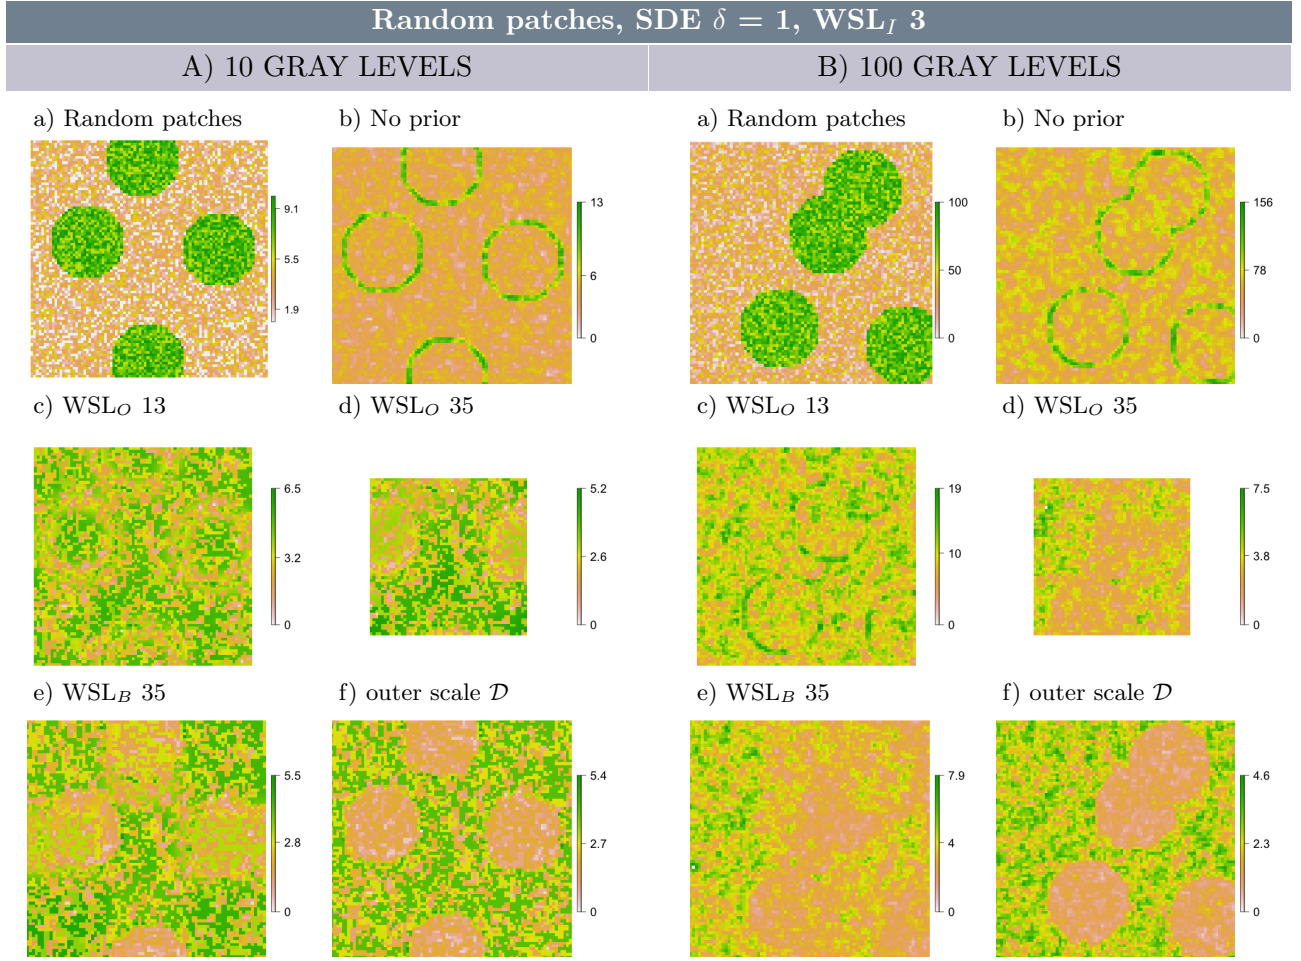 Random patches, SDE δ = 1, WSL_I 3
A) 10 GRAY LEVELS
B) 100 GRAY LEVELS
a) Random patches
b) No prior
a) Random patches
b) No prior
9.1
5.5
1.9
13
6
0
100
50
0
156
78
0
c) WSL_O 13
d) WSL_O 35
c) WSL_O 13
d) WSL_O 35
6.5
3.2
0
5.2
2.6
0
19
10
0
7.5
3.8
0
e) WSL_B 35
f) outer scale 𝒟
e) WSL_B 35
f) outer scale 𝒟
5.5
2.8
0
5.4
2.7
0
7.9
4
0
4.6
2.3
0